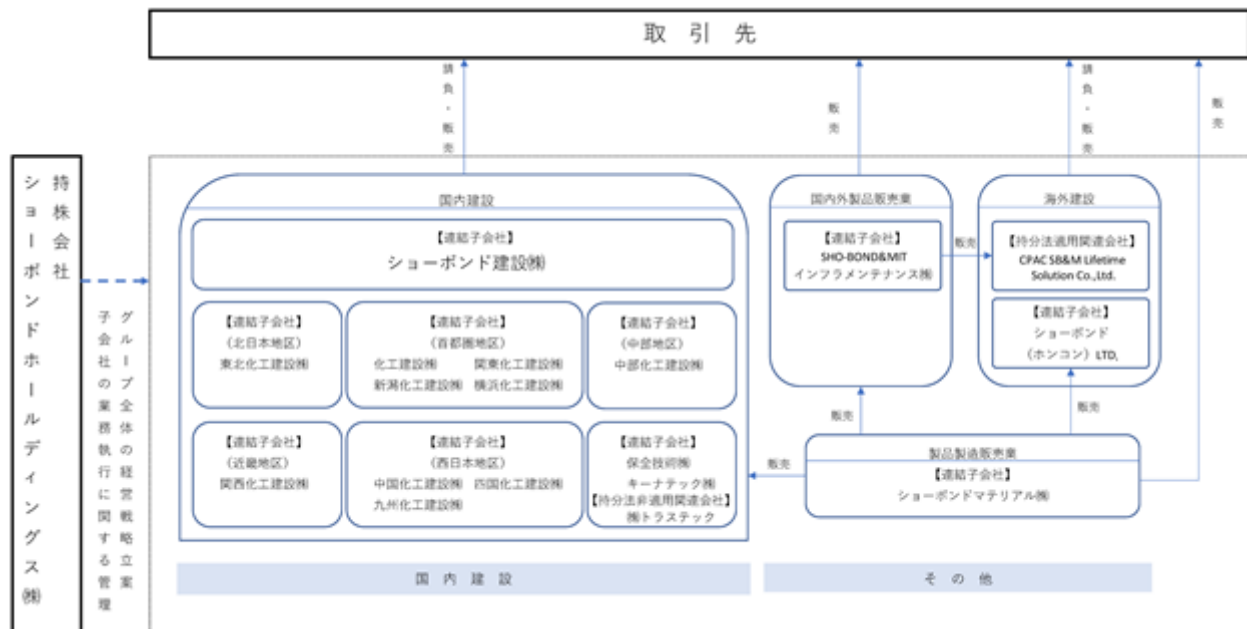 取引先
請負・販売
販売
請負・販売
販売
持株会社
ショーボンドホールディングス㈱
グループ全体の経営戦略立案
子会社の業務執行に関する管理
国内建設
【連結子会社】
ショーボンド建設㈱
【連結子会社】
(北日本地区)
東北化工建設㈱
【連結子会社】
(首都圏地区)
化工建設㈱ 関東化工建設㈱
新潟化工建設㈱ 横浜化工建設㈱
【連結子会社】
(中部地区)
中部化工建設㈱
【連結子会社】
(近畿地区)
関西化工建設㈱
【連結子会社】
(西日本地区)
中国化工建設㈱ 四国化工建設㈱
九州化工建設㈱
【連結子会社】
保全技術㈱
キーナテック㈱
【持分法非適用関連会社】
㈱トラステック
国内外製品販売業
【連結子会社】
SHO-BOND&MIT
インフラメンテナンス㈱
販売
海外建設
【持分法適用関連会社】
CPAC SB&M Lifetime
Solution Co.,Ltd.
【連結子会社】
ショーボンド
(ホンコン) LTD,
販売
販売
販売
製品製造販売業
【連結子会社】
ショーボンドマテリアル㈱
国内建設
その他